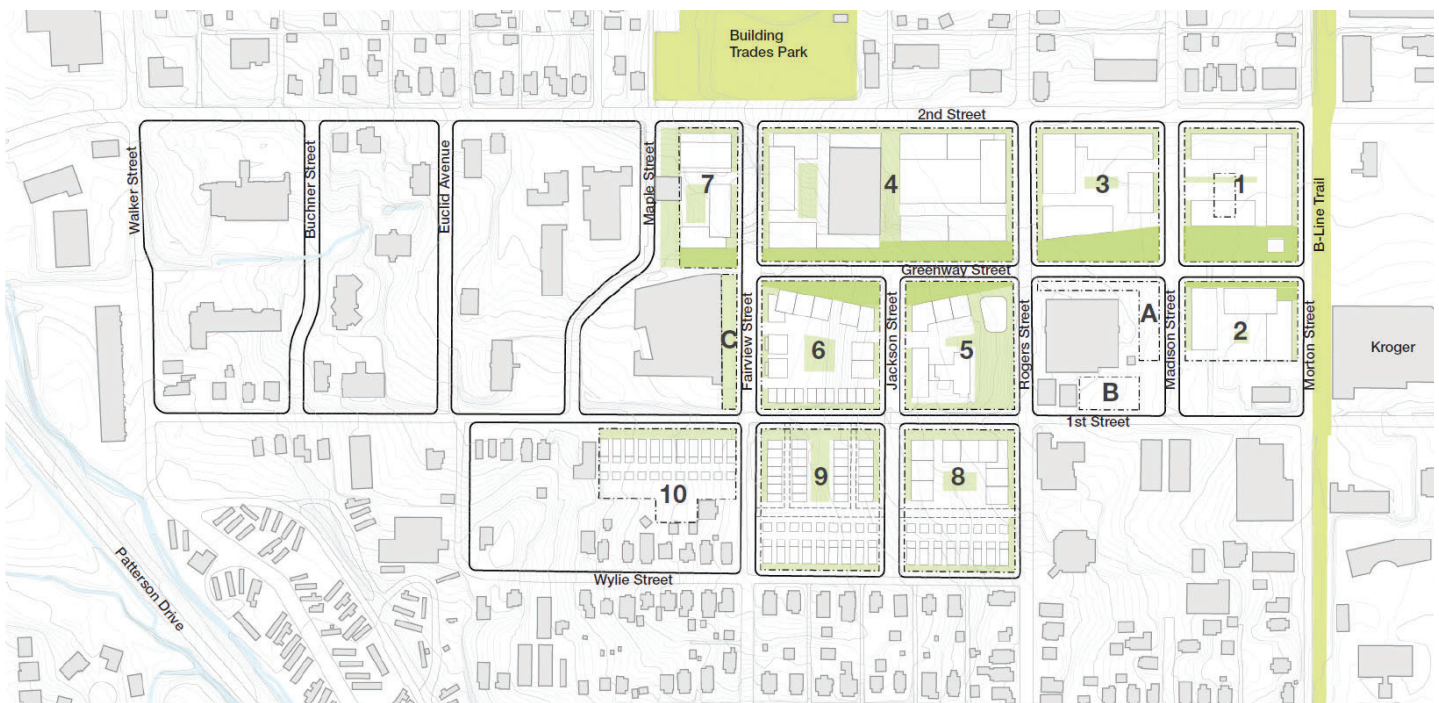 Building
Trades Park
2nd Street
Walker Street
Buchner Street
Euclid Avenue
Maple Street
7
4
3
1
B-Line Trail
Greenway Street
C
Fairview Street
6
Jackson Street
5
Rogers Street
A
B
Madison Street
2
Morton Street
Kroger
1st Street
10
9
8
Wylie Street
Patterson Drive